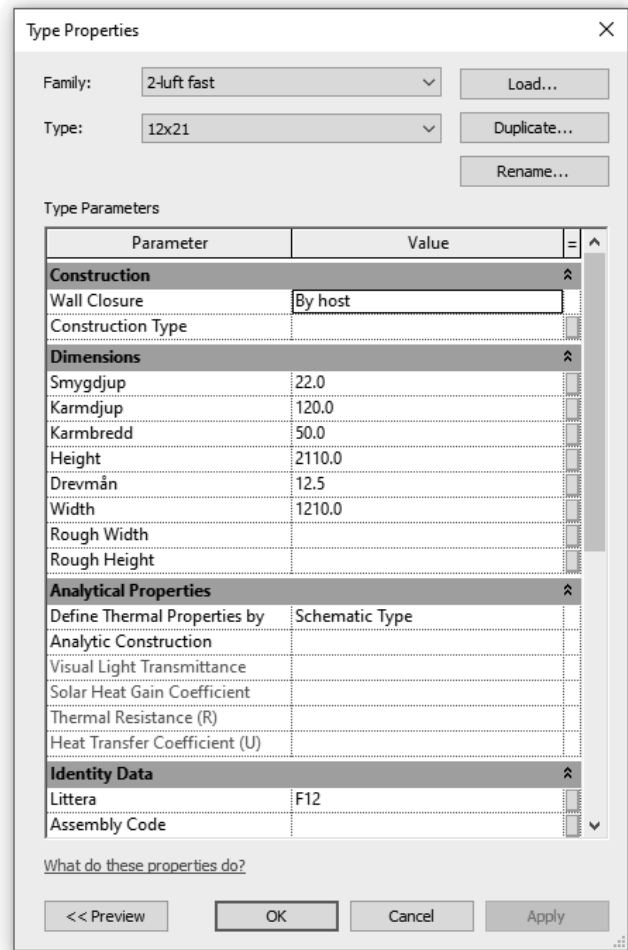 Type Properties
Family: 2-luft fast Load...
Type: 12x21 Duplicate...
Rename...
Type Parameters
Parameter Value =
Construction
Wall Closure By host
Construction Type
Dimensions
Smygdjup 22.0
Karmdjup 120.0
Karmbredd 50.0
Height 2110.0
Drevmån 12.5
Width 1210.0
Rough Width
Rough Height
Analytical Properties
Define Thermal Properties by Schematic Type
Analytic Construction
Visual Light Transmittance
Solar Heat Gain Coefficient
Thermal Resistance (R)
Heat Transfer Coefficient (U)
Identity Data
Littera F12
Assembly Code
What do these properties do?
<< Preview OK Cancel Apply